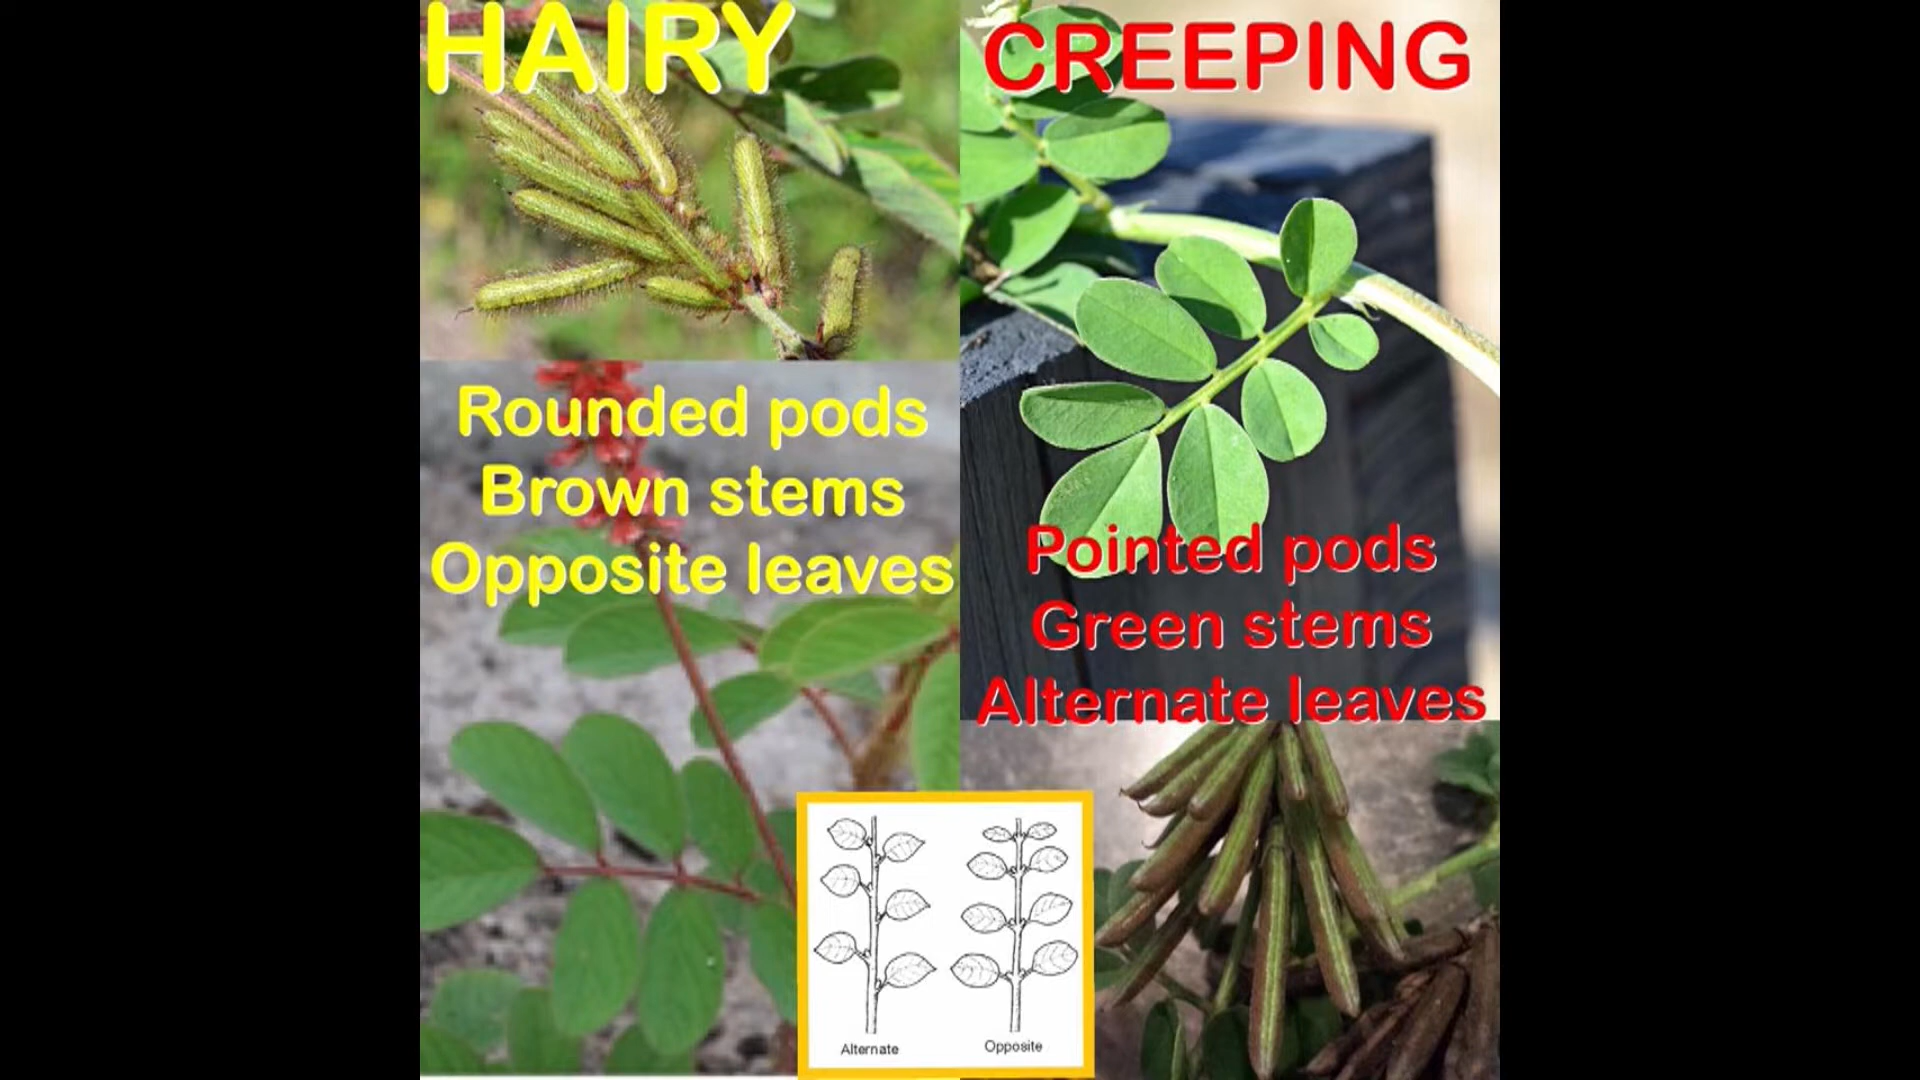 HAIRY
Rounded pods
Brown stems
Opposite leaves
CREEPING
Pointed pods
Green stems
Alternate leaves
Alternate
Opposite